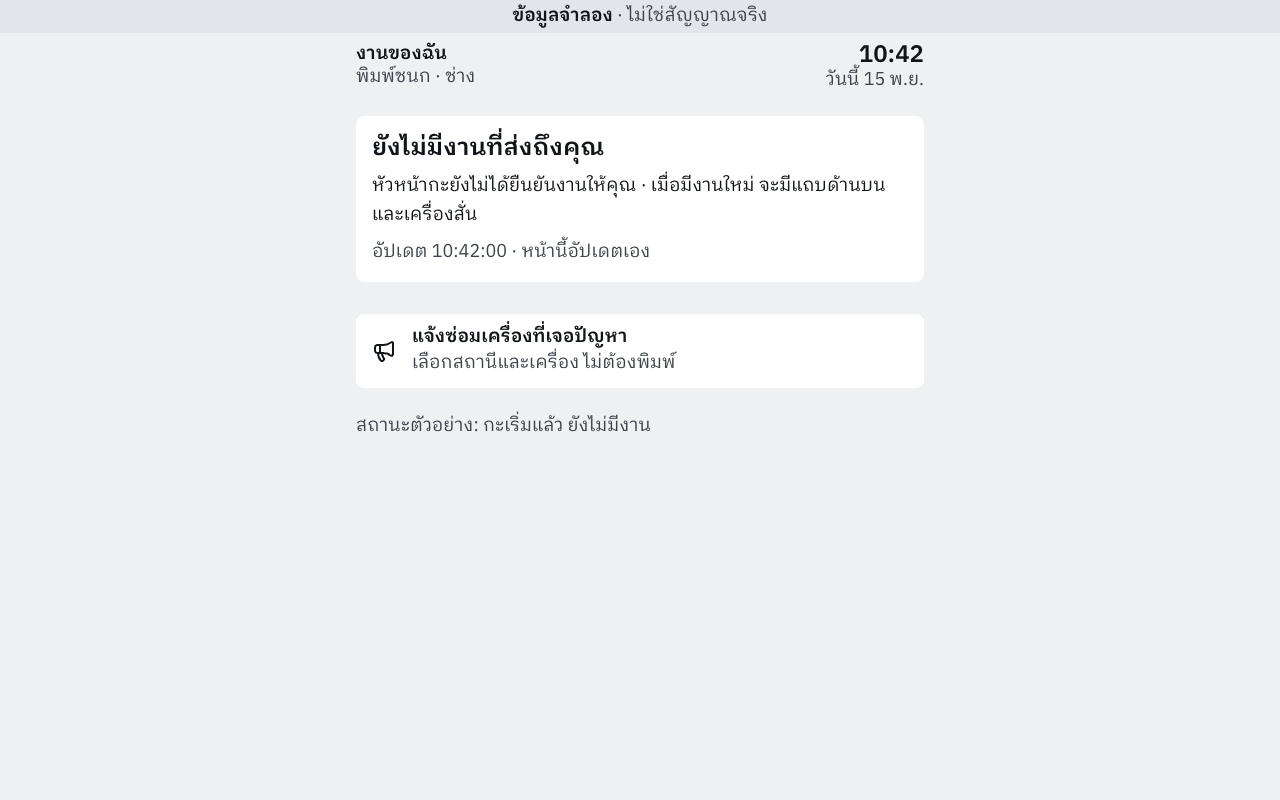 ข้อมูลจำลอง · ไม่ใช่สัญญาณจริง
งานของฉัน
พิมพ์ชนก · ช่าง
10:42
วันนี้ 15 พ.ย.
ยังไม่มีงานที่ส่งถึงคุณ
หัวหน้ากะยังไม่ได้ยืนยันงานให้คุณ · เมื่อมีงานใหม่ จะมีแถบด้านบน
และเครื่องสั่น
อัปเดต 10:42:00 · หน้านี้อัปเดตเอง
แจ้งซ่อมเครื่องที่เจอปัญหา
เลือกสถานีและเครื่อง ไม่ต้องพิมพ์
สถานะตัวอย่าง: กะเริ่มแล้ว ยังไม่มีงาน